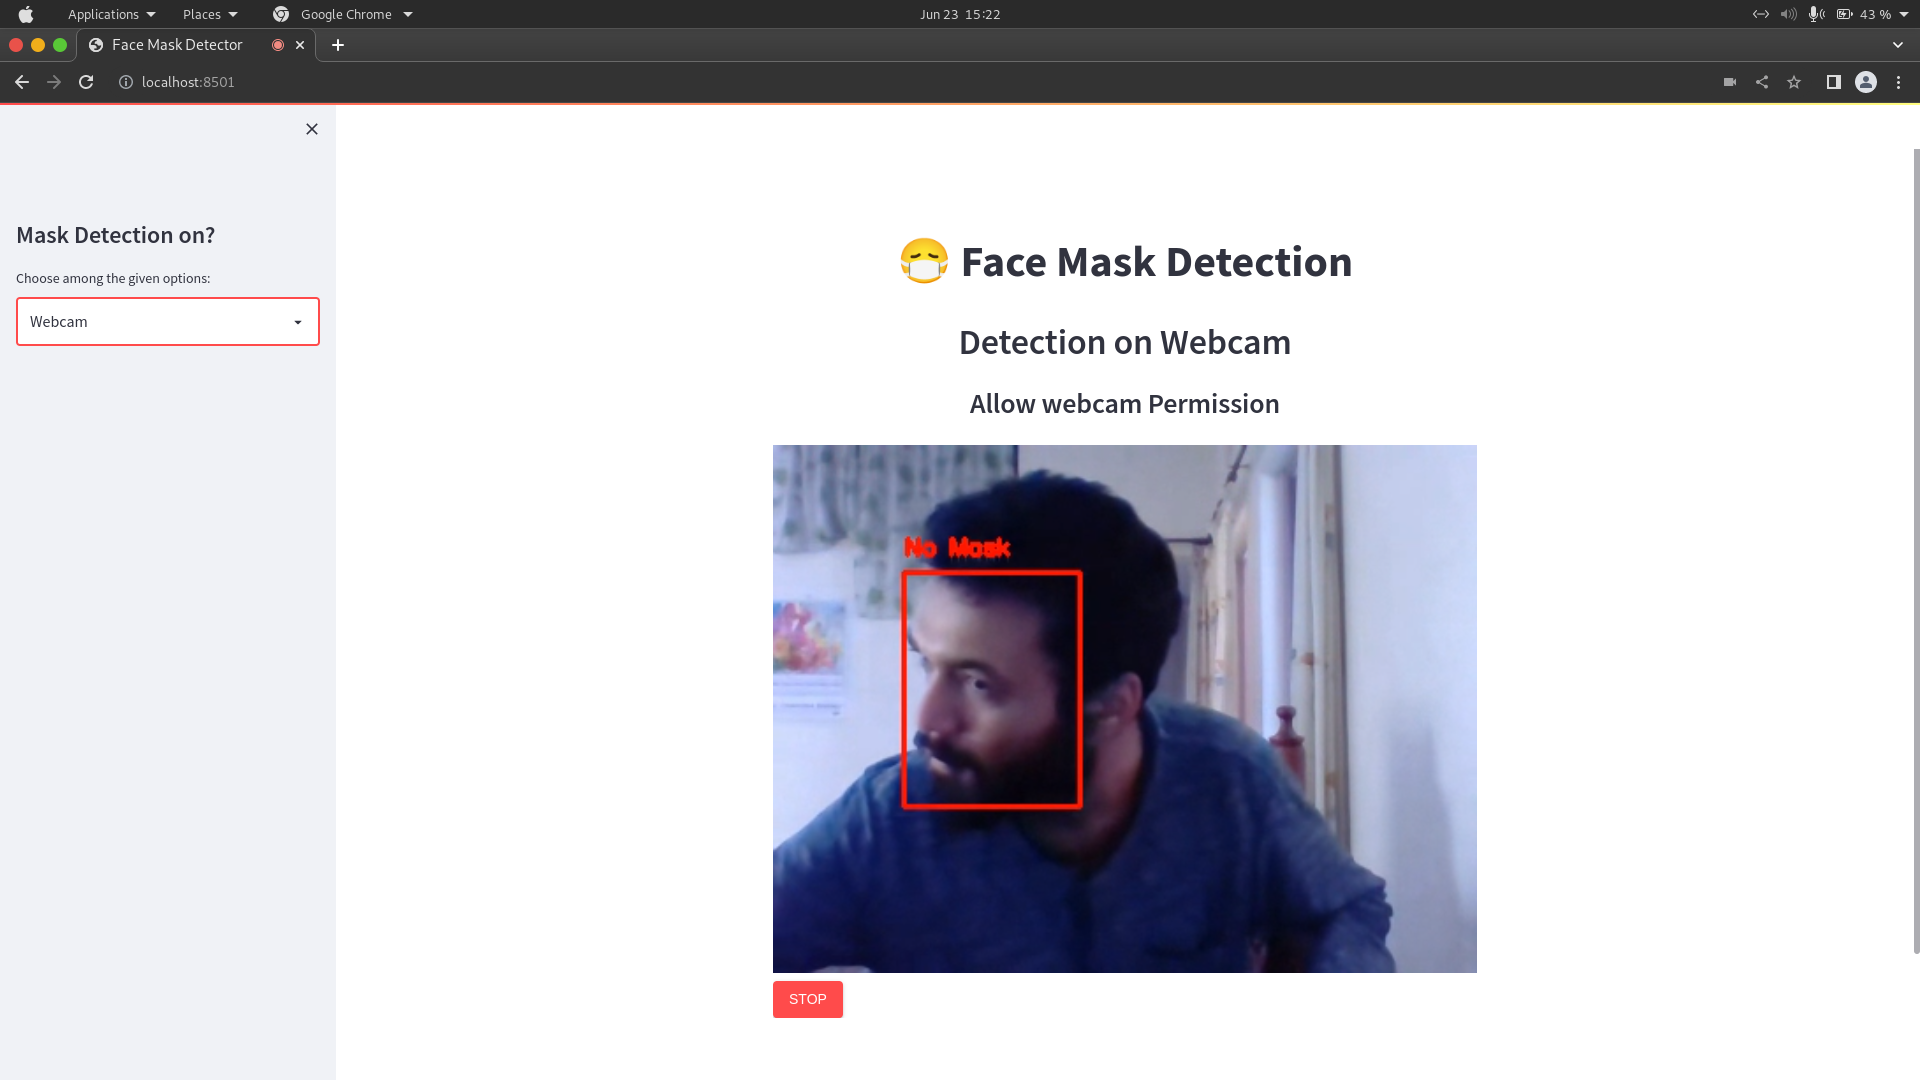 Applications Places Google Chrome Jun 23 15:22 43 %
Face Mask Detector
localhost:8501
Mask Detection on?
Choose among the given options:
Webcam
Face Mask Detection
Detection on Webcam
Allow webcam Permission
No Mask
STOP